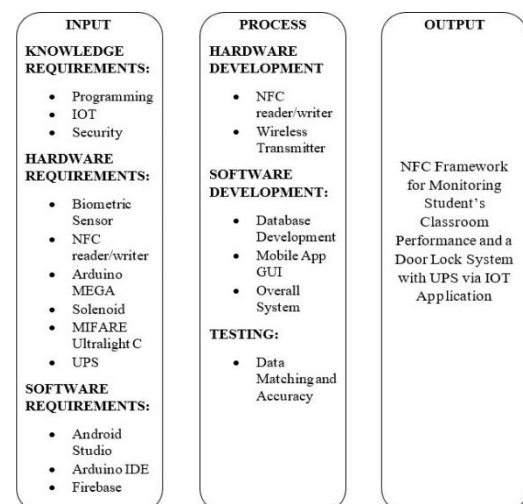 INPUT
KNOWLEDGE
REQUIREMENTS:
• Programming
• IOT
• Security
HARDWARE
REQUIREMENTS:
• Biometric
Sensor
• NFC
reader/writer
• Arduino
MEGA
• Solenoid
• MIFARE
Ultralight C
• UPS
SOFTWARE
REQUIREMENTS:
• Android
Studio
• Arduino IDE
• Firebase
PROCESS
HARDWARE
DEVELOPMENT
• NFC
reader/writer
• Wireless
Transmitter
SOFTWARE
DEVELOPMENT:
• Database
Development
• Mobile App
GUI
• Overall
System
TESTING:
• Data
Matching and
Accuracy
OUTPUT
NFC Framework
for Monitoring
Student’s
Classroom
Performance and a
Door Lock System
with UPS via IOT
Application